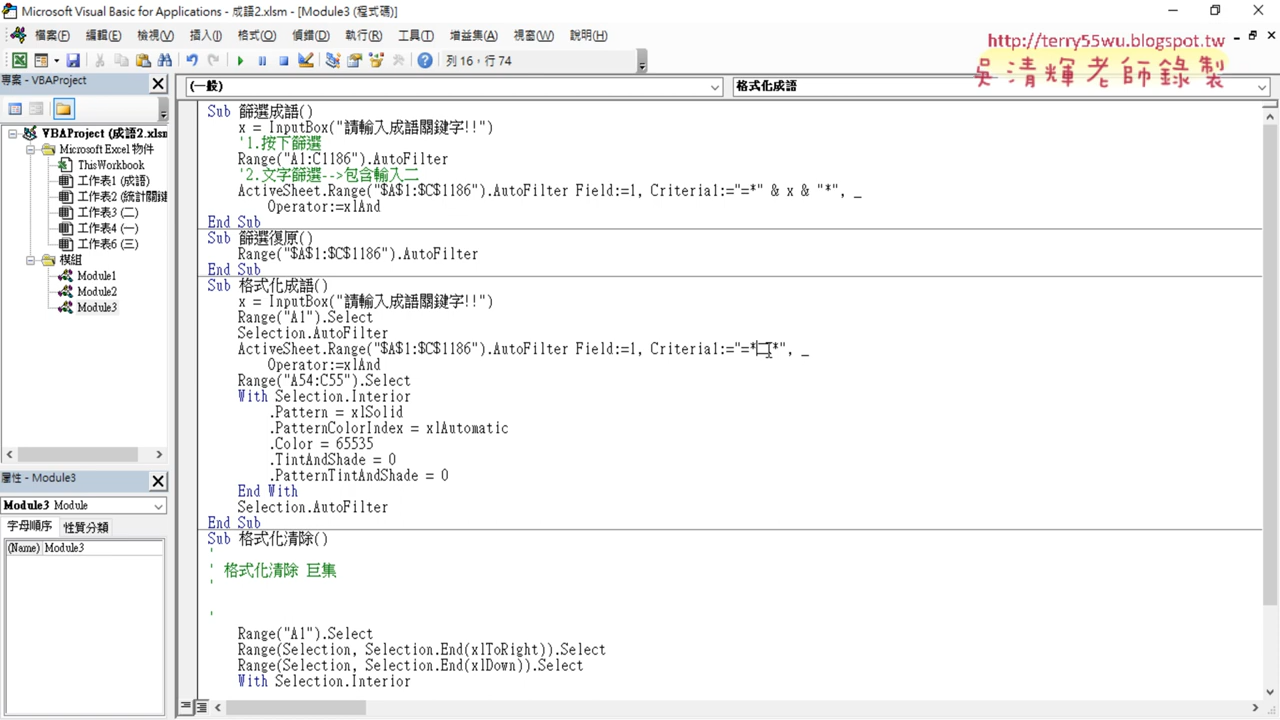 Microsoft Visual Basic for Applications - 成語2.xlsm - [Module3 (程式碼)]
檔案(F) 編輯(E) 檢視(V) 插入(I) 格式(O) 偵錯(D) 執行(R) 工具(T) 增益集(A) 視窗(W) 說明(H)
http://terry55wu.blogspot.tw
吳清輝老師錄製
列 16，行 74
專案 - VBAProject
(一般)
格式化成語
VBAProject (成語2.xlsm
Microsoft Excel 物件
ThisWorkbook
工作表1 (成語)
工作表2 (統計關鍵
工作表3 (二)
工作表4 (一)
工作表6 (三)
模組
Module1
Module2
Module3
屬性 - Module3
Module3 Module
字母順序 性質分類
(Name) Module3
Sub 篩選成語()
x = InputBox("請輸入成語關鍵字!!")
'1.按下篩選
Range("A1:C1186").AutoFilter
'2.文字篩選-->包含輸入二
ActiveSheet.Range("$A$1:$C$1186").AutoFilter Field:=1, Criteria1:="=*" & x & "*", _
Operator:=xlAnd
End Sub
Sub 篩選復原()
Range("$A$1:$C$1186").AutoFilter
End Sub
Sub 格式化成語()
x = InputBox("請輸入成語關鍵字!!")
Range("A1").Select
Selection.AutoFilter
ActiveSheet.Range("$A$1:$C$1186").AutoFilter Field:=1, Criteria1:="=*二*", _
Operator:=xlAnd
Range("A54:C55").Select
With Selection.Interior
.Pattern = xlSolid
.PatternColorIndex = xlAutomatic
.Color = 65535
.TintAndShade = 0
.PatternTintAndShade = 0
End With
Selection.AutoFilter
End Sub
Sub 格式化清除()
'
' 格式化清除 巨集
'
'
Range("A1").Select
Range(Selection, Selection.End(xlToRight)).Select
Range(Selection, Selection.End(xlDown)).Select
With Selection.Interior